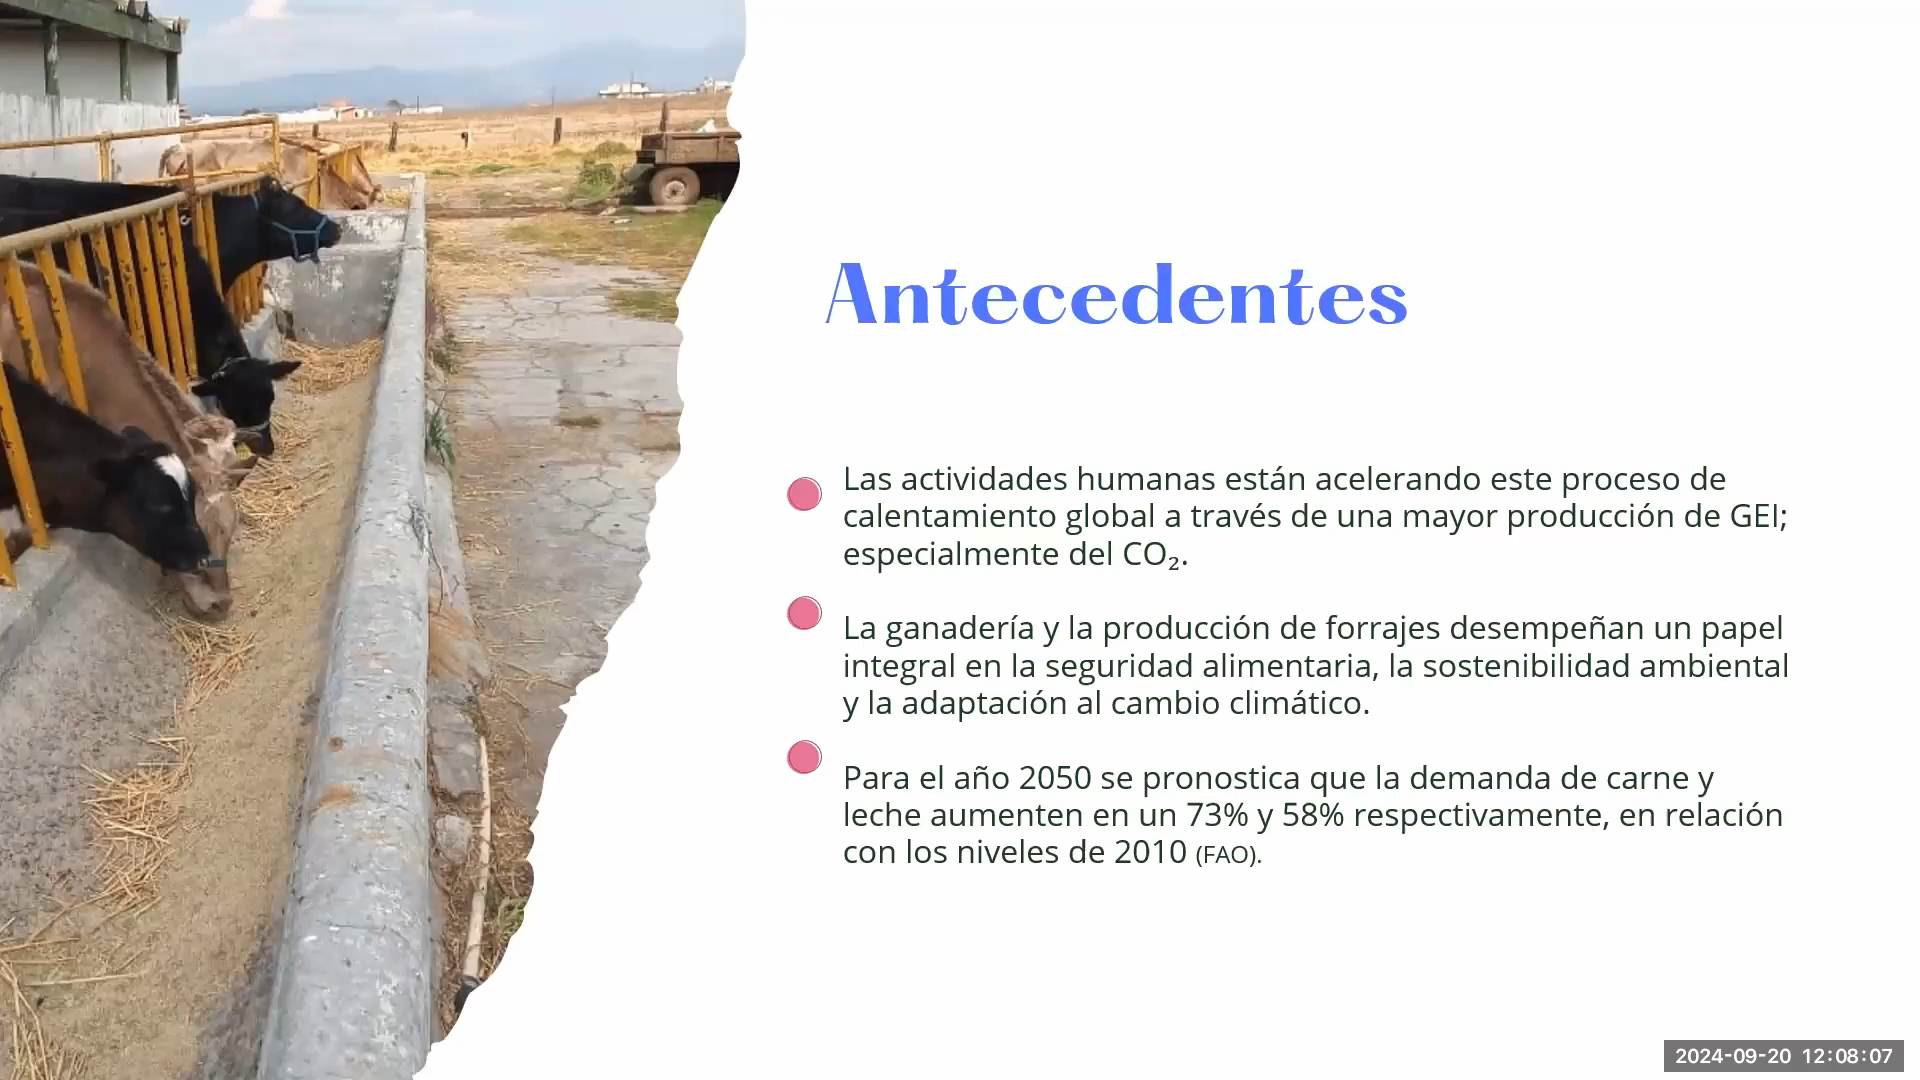 Antecedentes
Las actividades humanas están acelerando este proceso de
calentamiento global a través de una mayor producción de GEI;
especialmente del CO₂.
La ganadería y la producción de forrajes desempeñan un papel
integral en la seguridad alimentaria, la sostenibilidad ambiental
y la adaptación al cambio climático.
Para el año 2050 se pronostica que la demanda de carne y
leche aumenten en un 73% y 58% respectivamente, en relación
con los niveles de 2010 (FAO).
2024-09-20 12:08:07